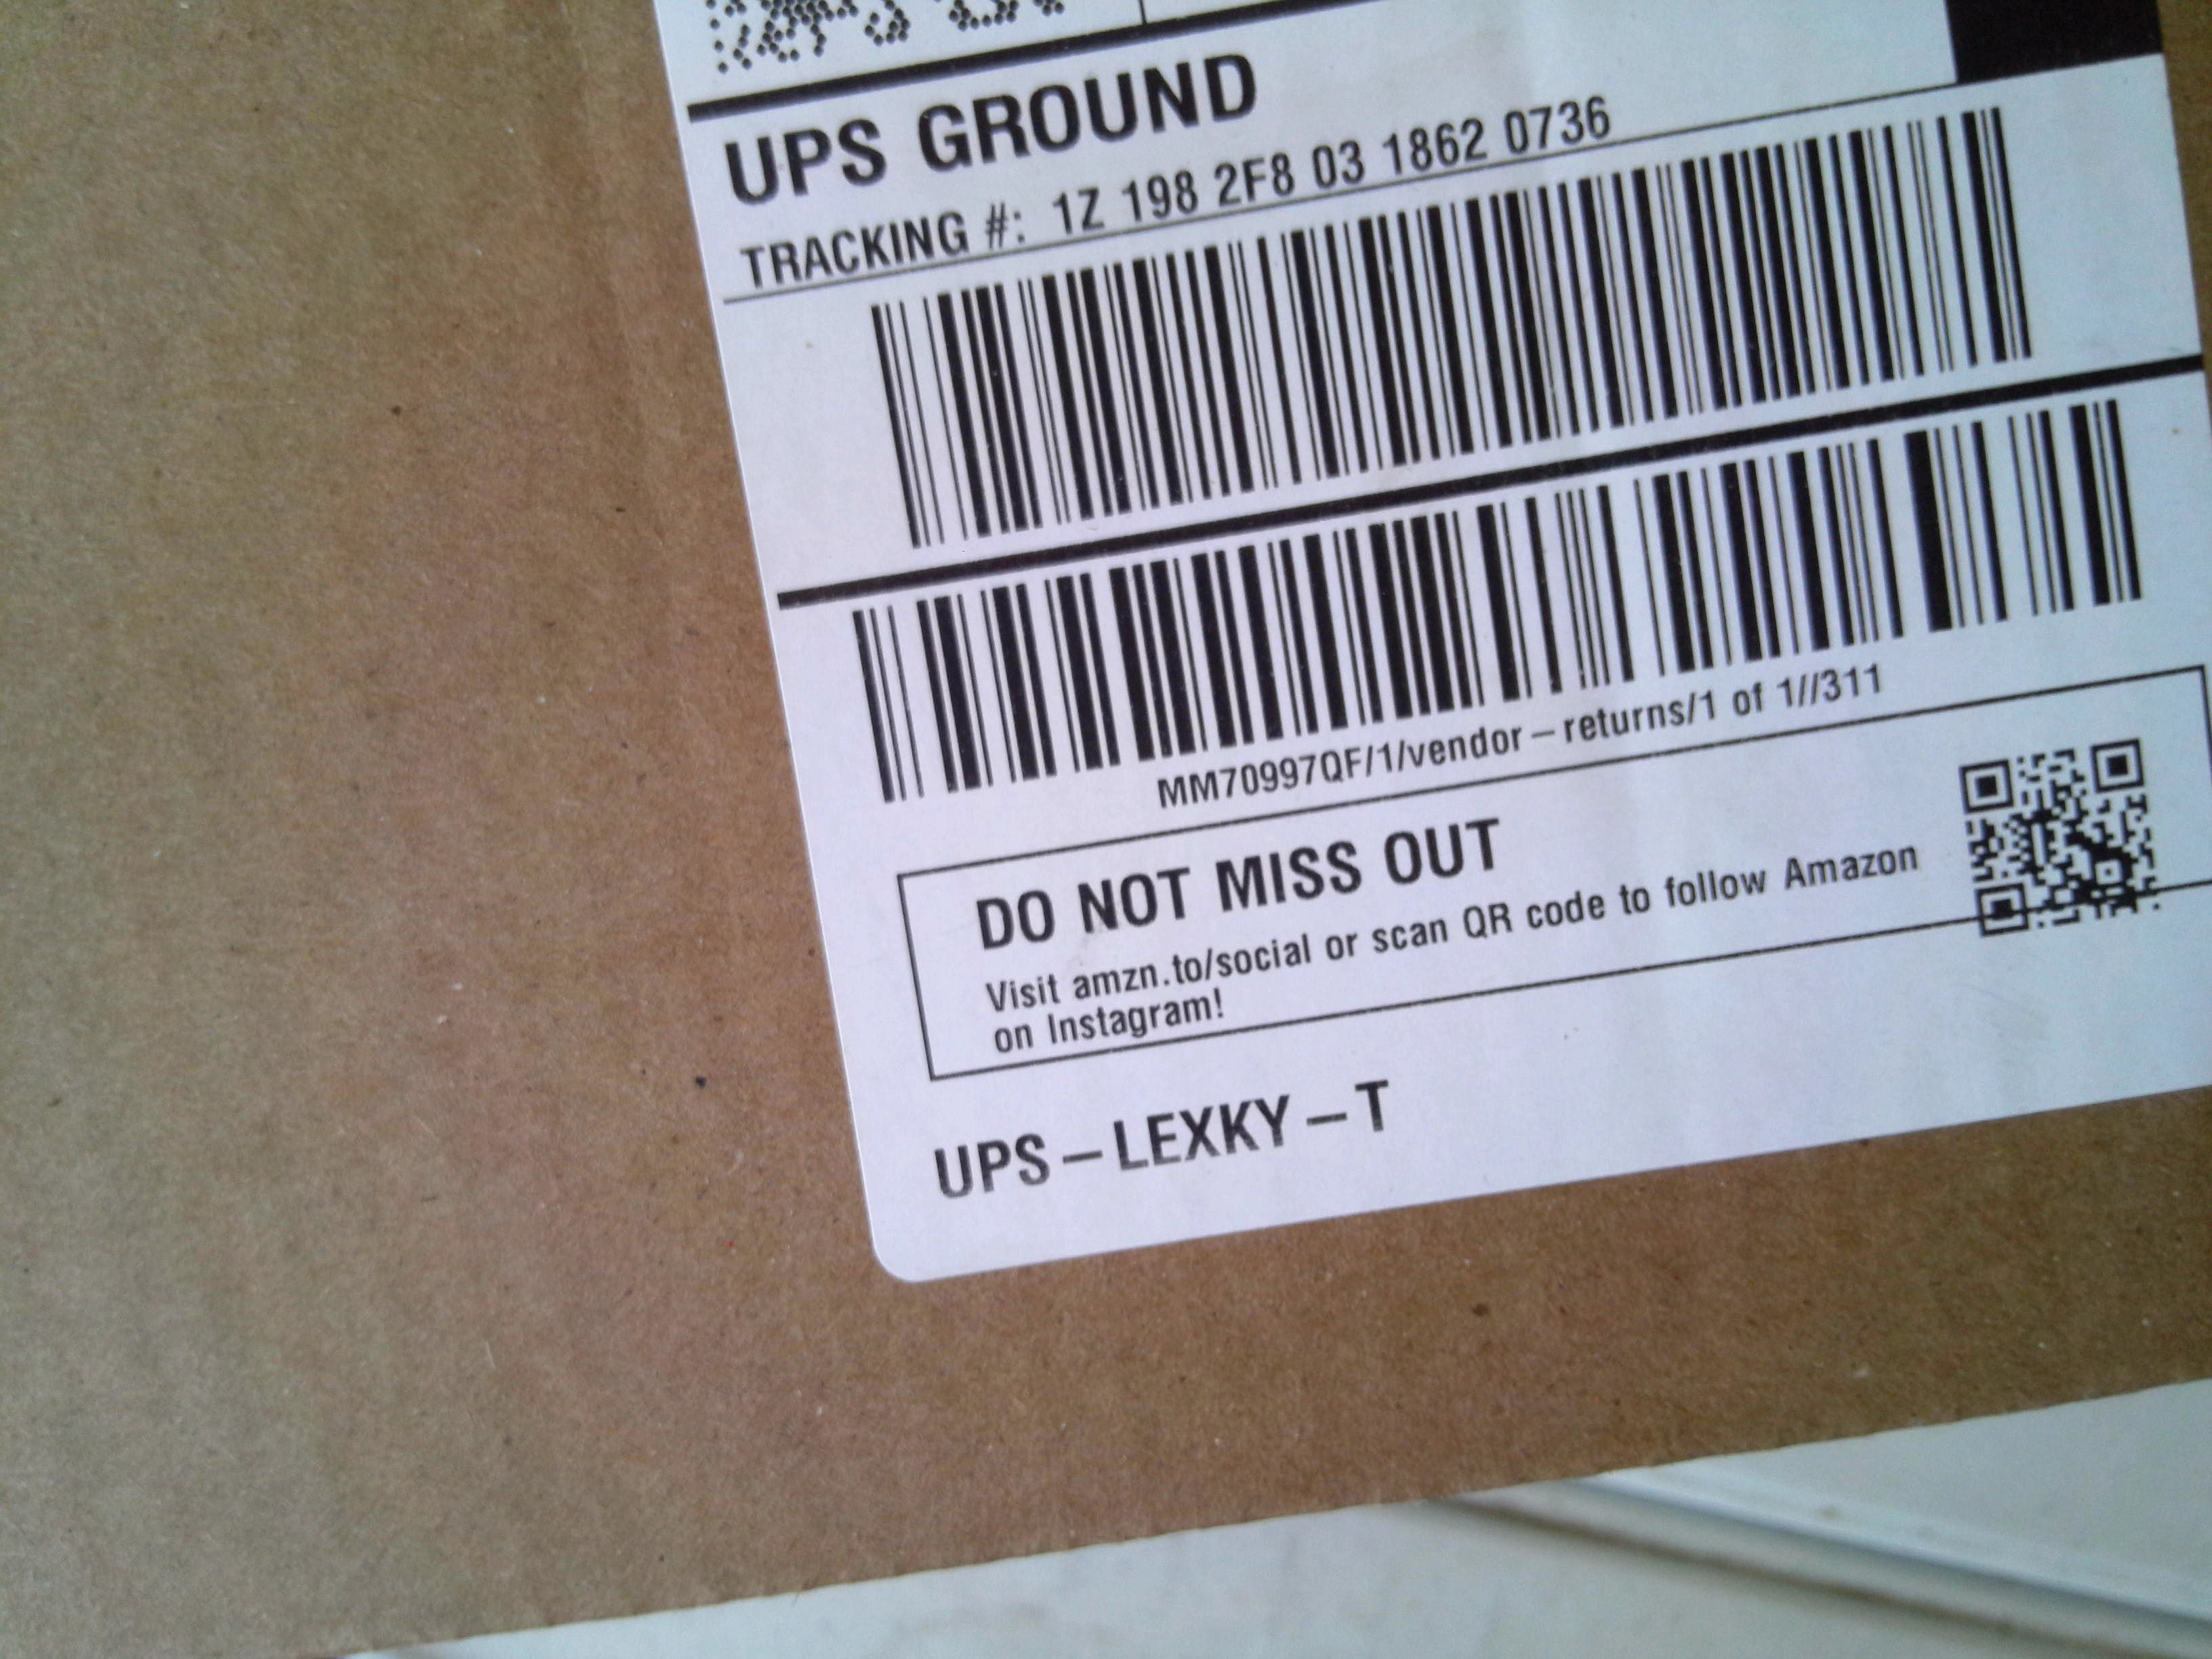 UPS GROUND
TRACKING #: 1Z 198 2F8 03 1862 0736
MM70997QF/1/vendor-returns/1 of 1//311
DO NOT MISS OUT
Visit amzn.to/social or scan QR code to follow Amazon
on Instagram!
UPS-LEXKY-T